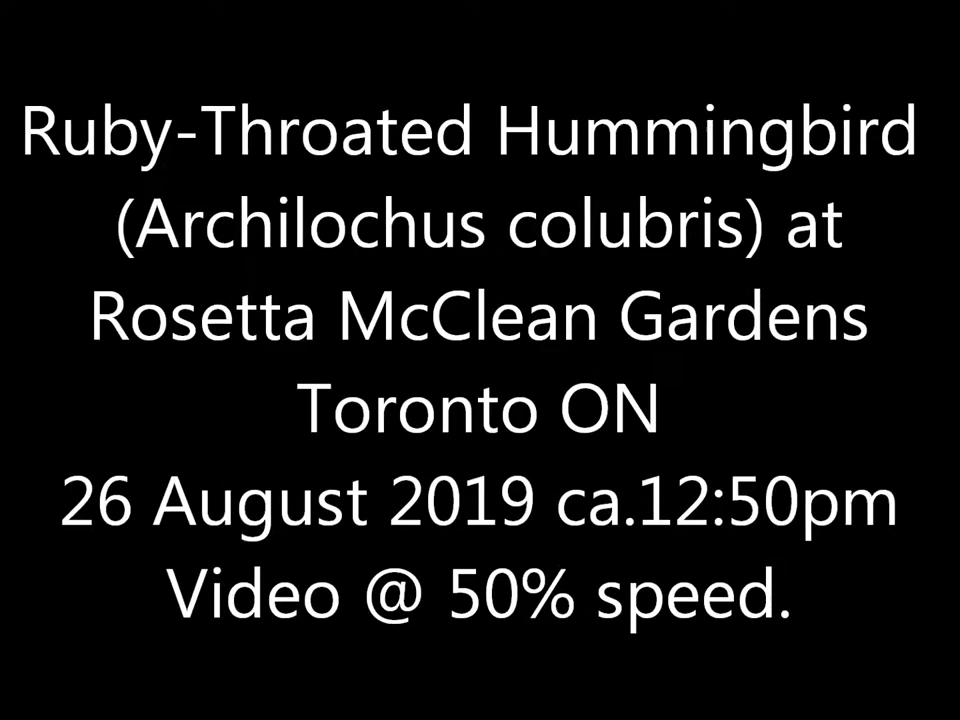 Ruby-Throated Hummingbird
(Archilochus colubris) at
Rosetta McClean Gardens
Toronto ON
26 August 2019 ca.12:50pm
Video @ 50% speed.